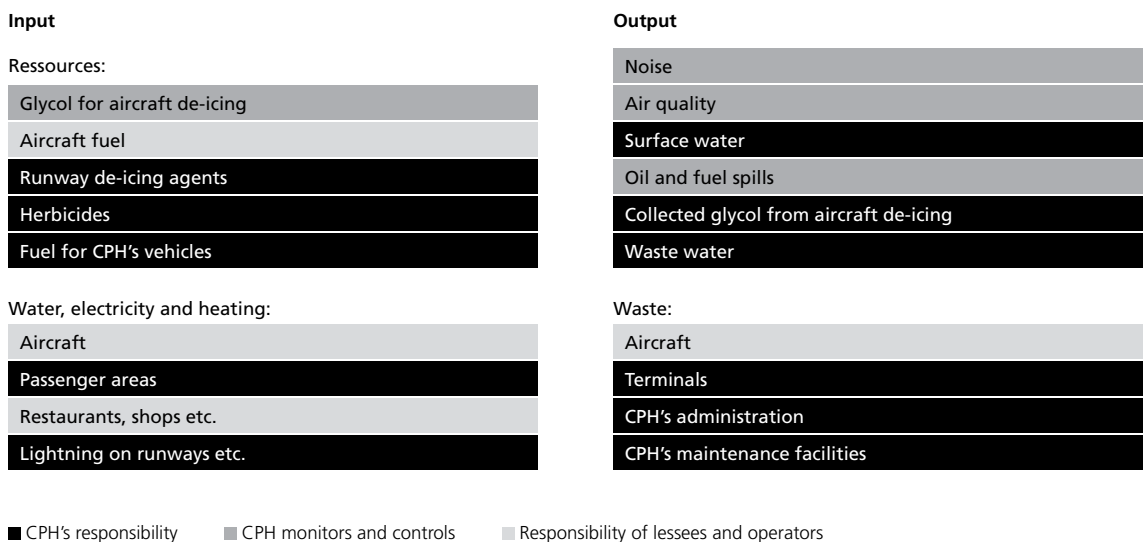 Input
Ressources:
Glycol for aircraft de-icing
Aircraft fuel
Runway de-icing agents
Herbicides
Fuel for CPH’s vehicles
Water, electricity and heating:
Aircraft
Passenger areas
Restaurants, shops etc.
Lightning on runways etc.
Output
Noise
Air quality
Surface water
Oil and fuel spills
Collected glycol from aircraft de-icing
Waste water
Waste:
Aircraft
Terminals
CPH’s administration
CPH’s maintenance facilities
CPH’s responsibility
CPH monitors and controls
Responsibility of lessees and operators